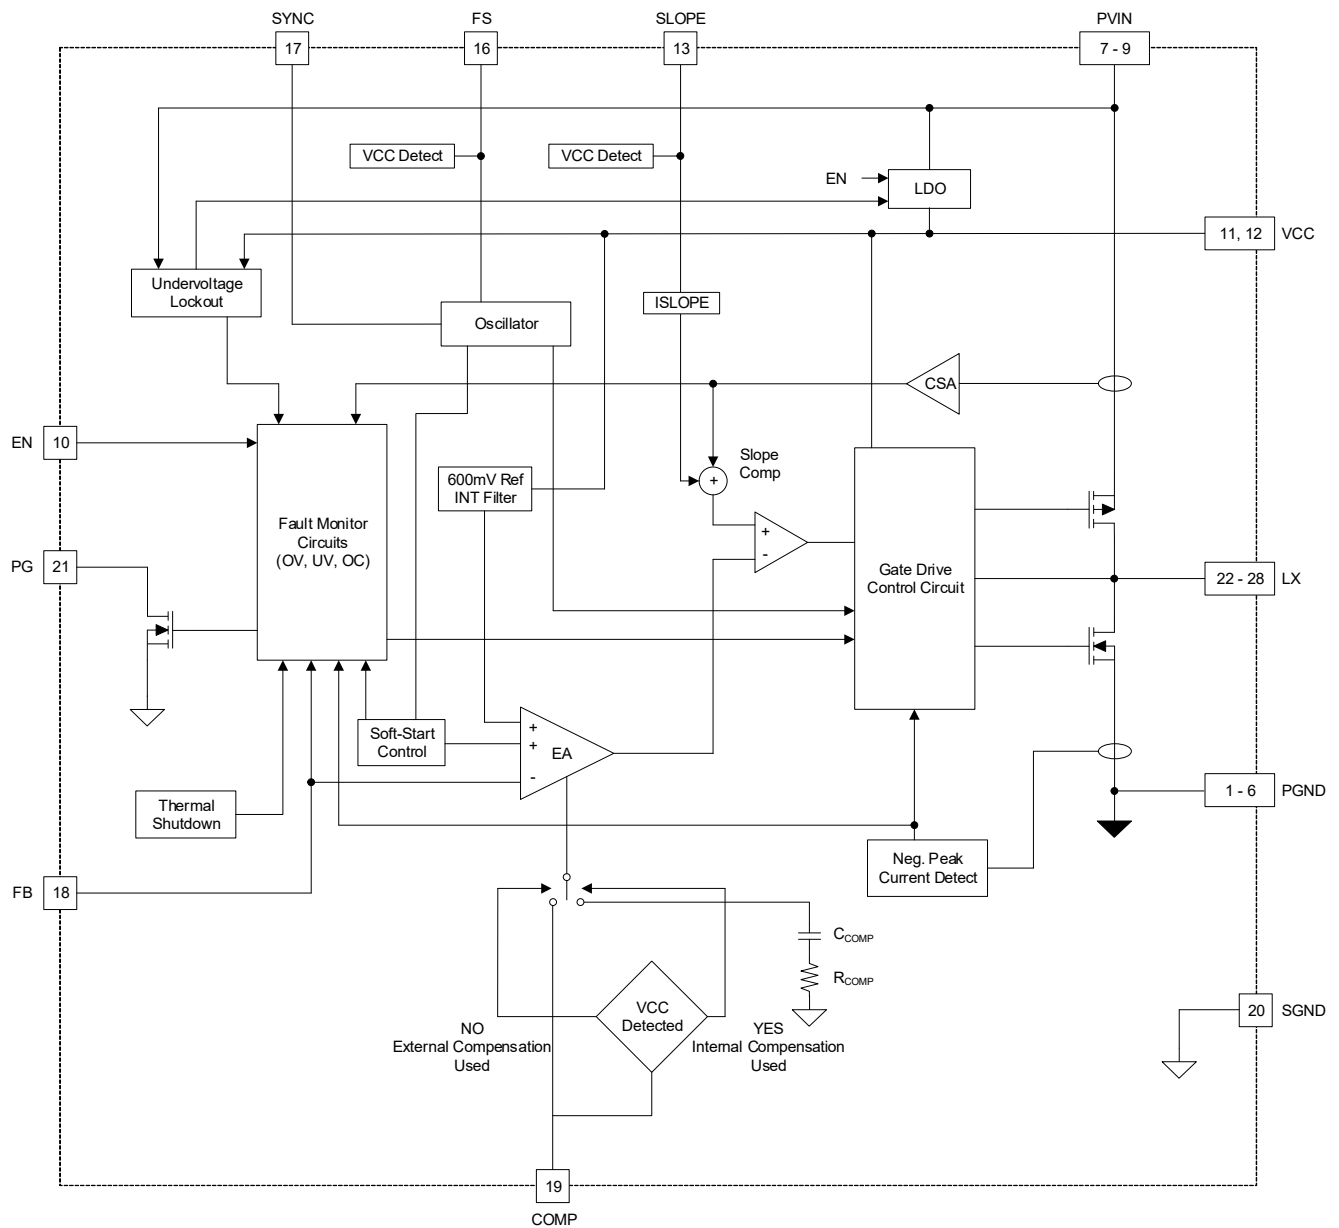 SYNC
FS
SLOPE
PVIN
17
16
13
7 - 9
VCC Detect
VCC Detect
EN
LDO
11, 12
VCC
Undervoltage
Lockout
ISLOPE
Oscillator
CSA
EN
10
Slope
Comp
600mV Ref
INT Filter
+
Fault Monitor
Circuits
(OV, UV, OC)
+
-
PG
21
Gate Drive
Control Circuit
22 - 28
LX
Soft-Start
Control
+
+
-
EA
Thermal
Shutdown
1 - 6
PGND
Neg. Peak
Current Detect
FB
18
CCOMP
RCOMP
VCC
Detected
NO
External Compensation
Used
YES
Internal Compensation
Used
20
SGND
19
COMP